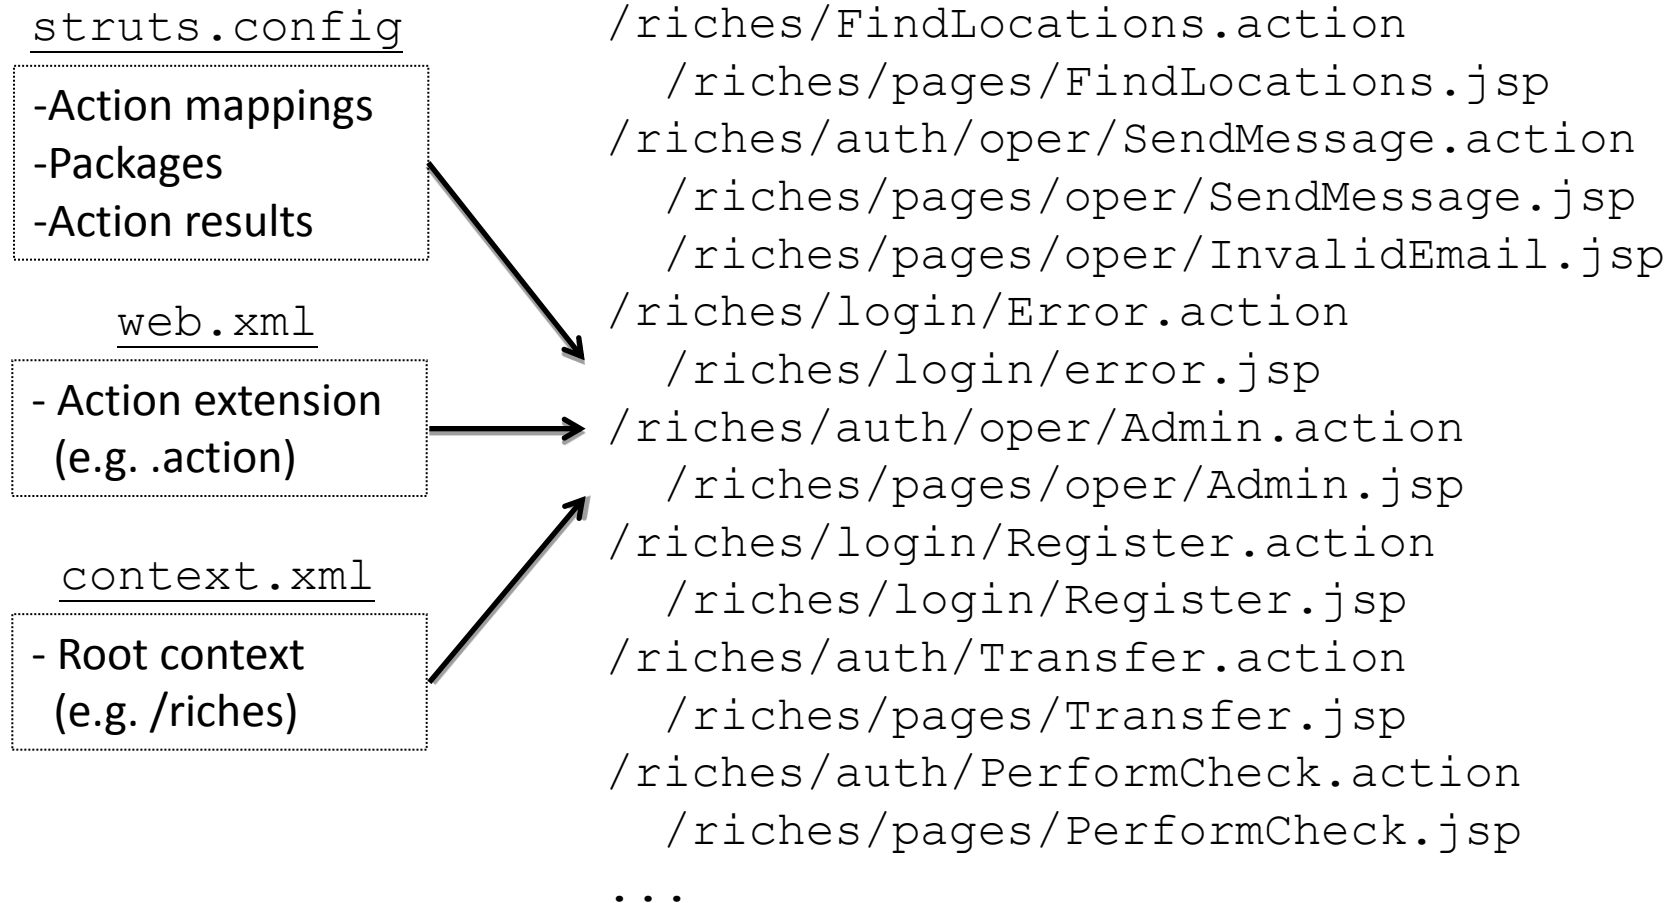 struts.config
-Action mappings
-Packages
-Action results
web.xml
- Action extension
(e.g. .action)
context.xml
- Root context
(e.g. /riches)
/riches/FindLocations.action
/riches/pages/FindLocations.jsp
/riches/auth/oper/SendMessage.action
/riches/pages/oper/SendMessage.jsp
/riches/pages/oper/InvalidEmail.jsp
/riches/login/Error.action
/riches/login/error.jsp
/riches/auth/oper/Admin.action
/riches/pages/oper/Admin.jsp
/riches/login/Register.action
/riches/login/Register.jsp
/riches/auth/Transfer.action
/riches/pages/Transfer.jsp
/riches/auth/PerformCheck.action
/riches/pages/PerformCheck.jsp
...